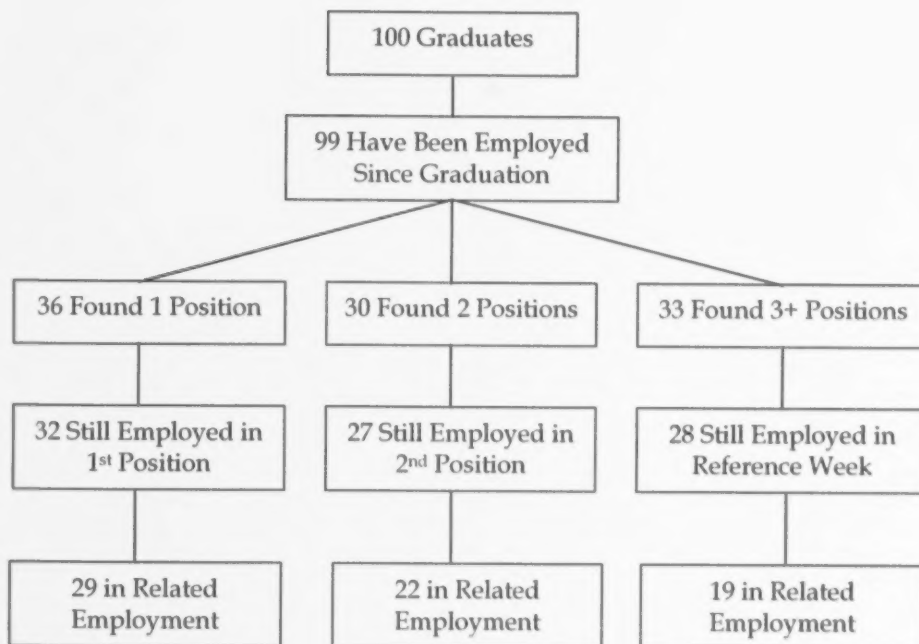 100 Graduates
99 Have Been Employed
Since Graduation
36 Found 1 Position
30 Found 2 Positions
33 Found 3+ Positions
32 Still Employed in
1st Position
27 Still Employed in
2nd Position
28 Still Employed in
Reference Week
29 in Related
Employment
22 in Related
Employment
19 in Related
Employment